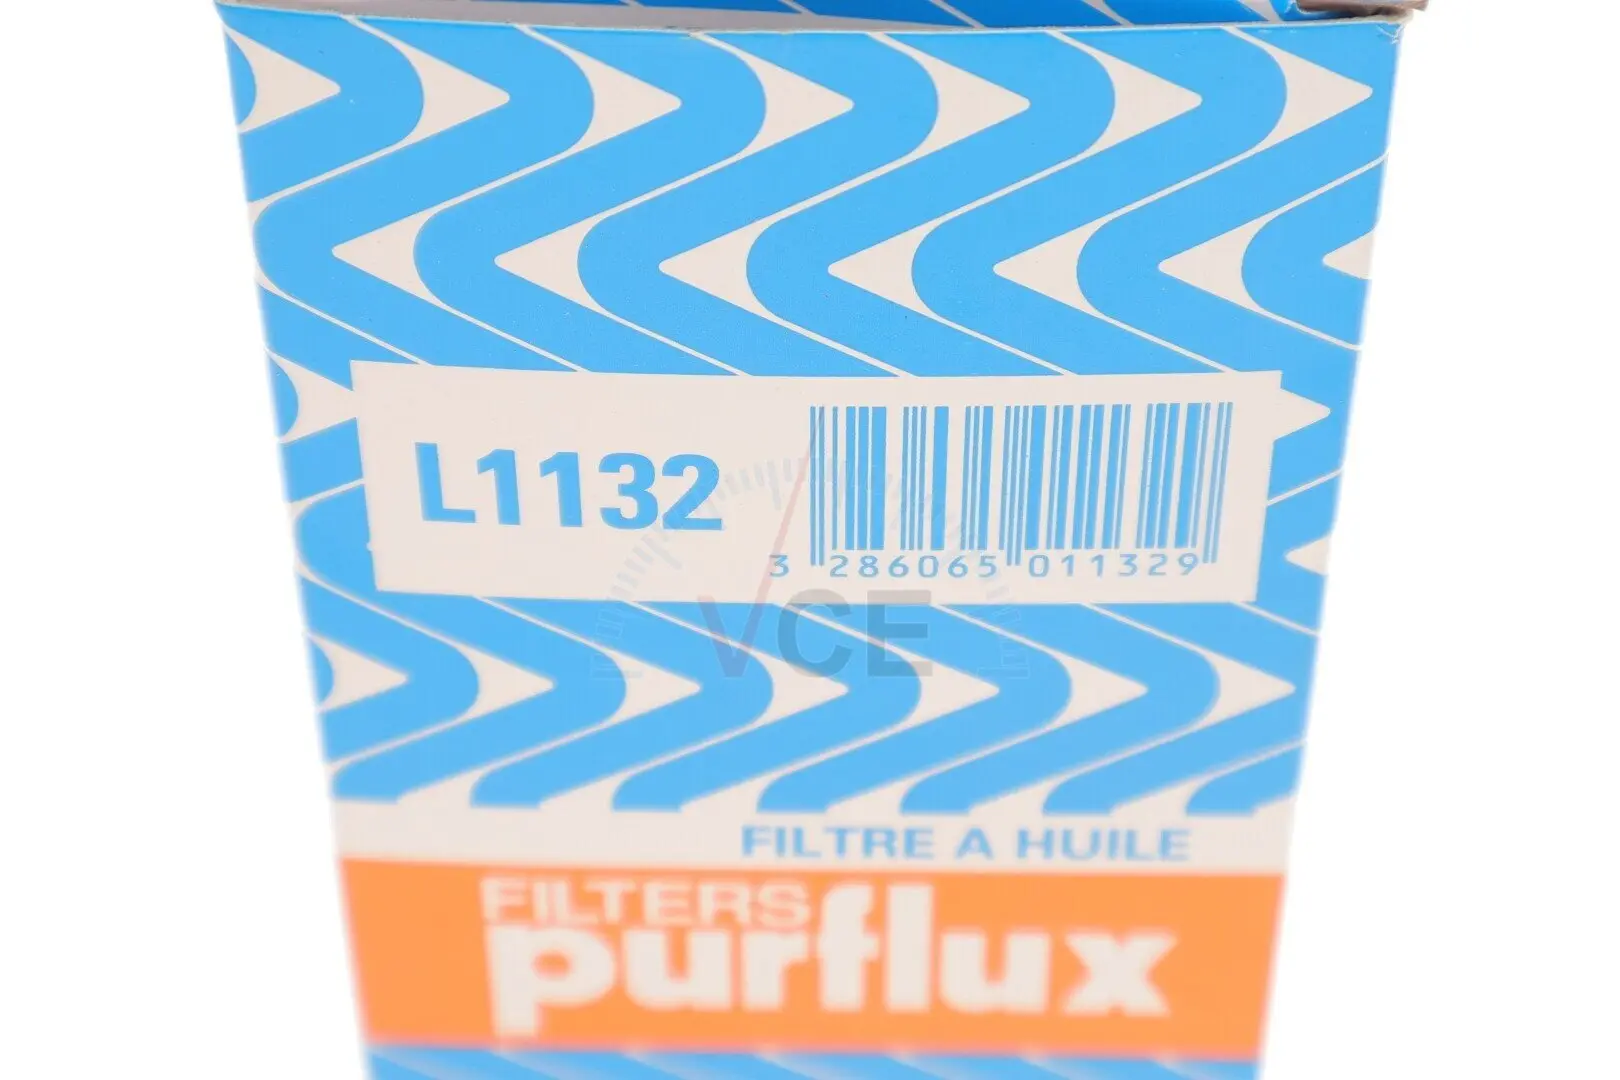 L1132
3 286065 011329
VCE
FILTRE A HUILE
FILTERS
purflux